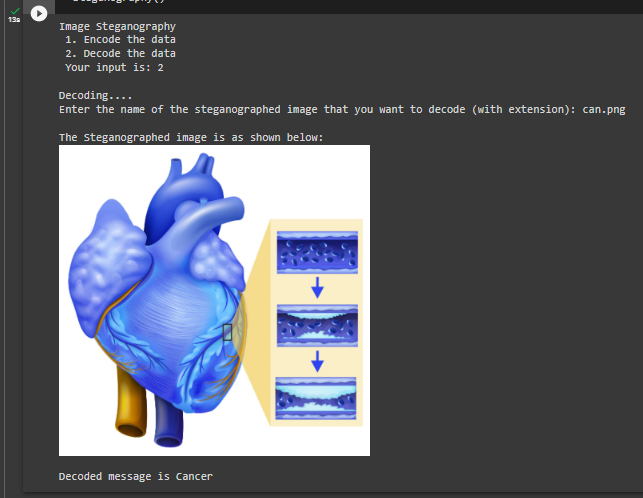 13s
Image Steganography
1. Encode the data
2. Decode the data
Your input is: 2
Decoding....
Enter the name of the steganographed image that you want to decode (with extension): can.png
The Steganographed image is as shown below:
Decoded message is Cancer